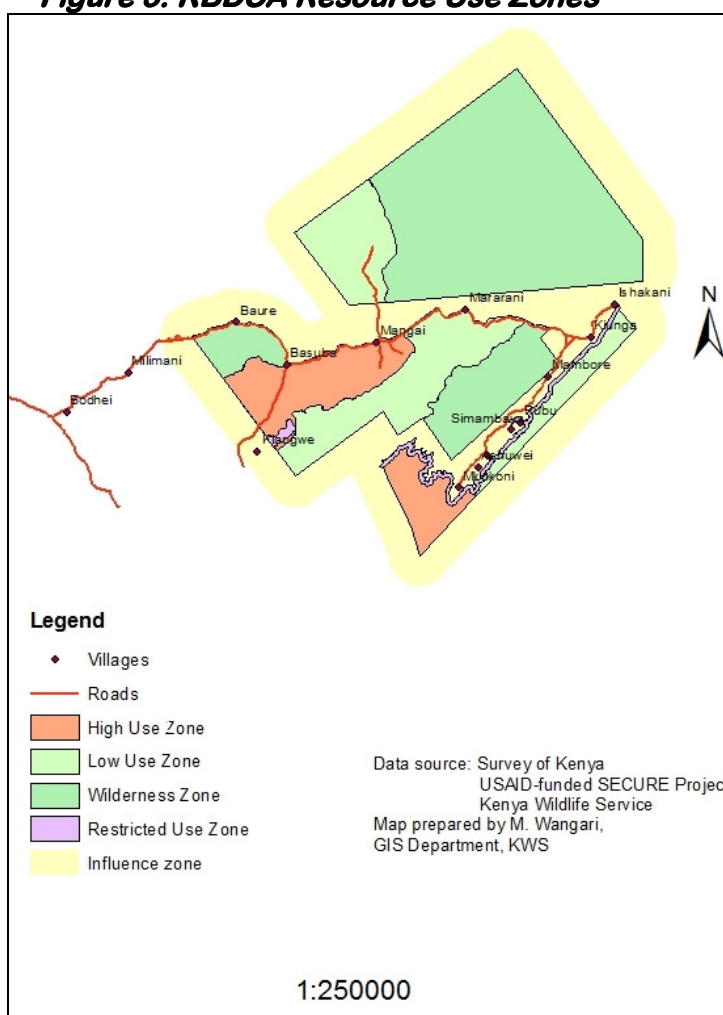 Figure 3: KBDCA Resource Use Zones
Ishakani
N
Mararani
Baure
Kiunga
Mangai
Basuba
Milimani
Mambore
Bodhei
Rubu
Kiangwe
Mkokoni
Legend
Villages
Roads
High Use Zone
Low Use Zone
Wilderness Zone
Restricted Use Zone
Influence zone
Data source: Survey of Kenya
USAID-funded SECURE Projec
Kenya Wildlife Service
Map prepared by M. Wangari,
GIS Department, KWS
1:250000